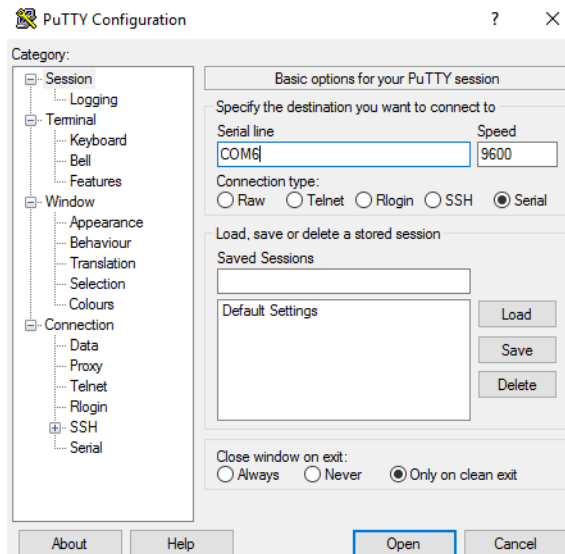 PuTTY Configuration
? ×
Category:
Session
Logging
Terminal
Keyboard
Bell
Features
Window
Appearance
Behaviour
Translation
Selection
Colours
Connection
Data
Proxy
Telnet
Rlogin
SSH
Serial
Basic options for your PuTTY session
Specify the destination you want to connect to
Serial line Speed
COM6 9600
Connection type:
Raw Telnet Rlogin SSH Serial
Load, save or delete a stored session
Saved Sessions
Default Settings
Load
Save
Delete
Close window on exit:
Always Never Only on clean exit
About Help Open Cancel